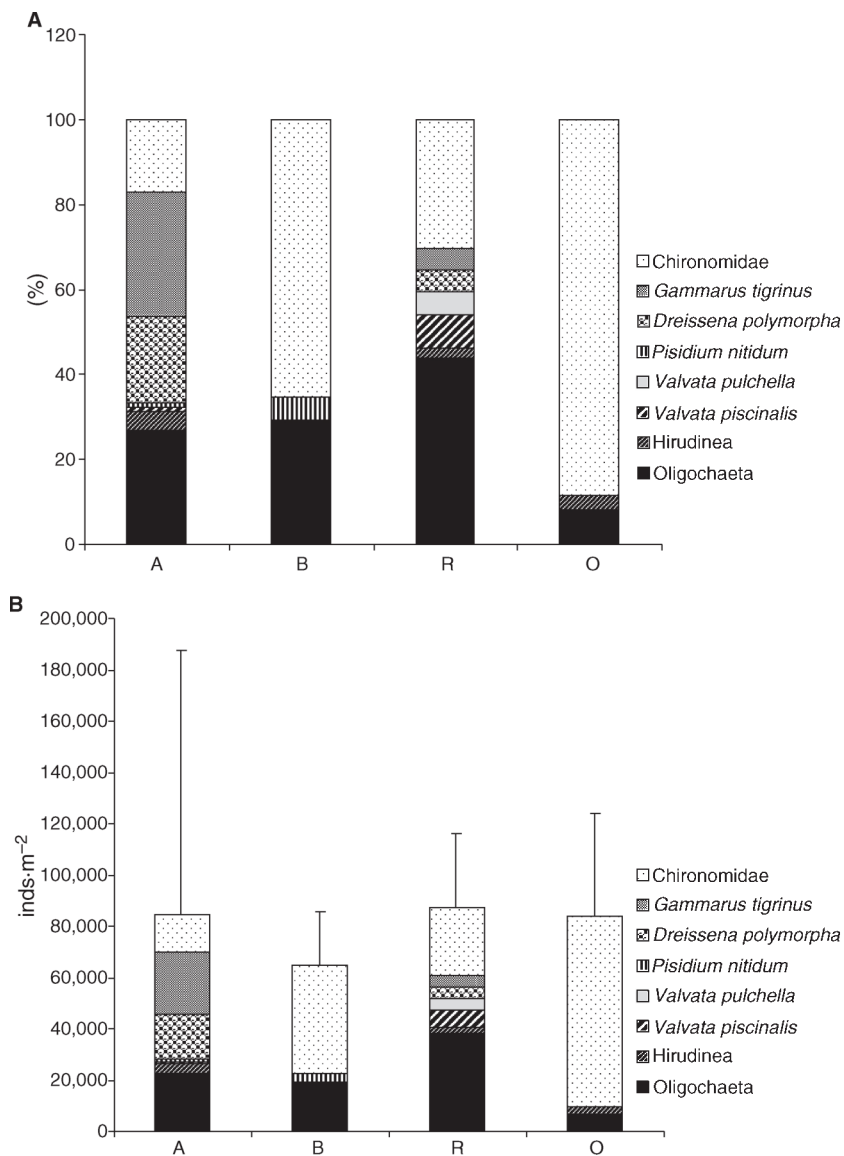 A
120
100
80
60
40
20
0
(%)
A B R O
Chironomidae
Gammarus tigrinus
Dreissena polymorpha
Pisidium nitidum
Valvata pulchella
Valvata piscinalis
Hirudinea
Oligochaeta
B
200,000
180,000
160,000
140,000
120,000
100,000
80,000
60,000
40,000
20,000
0
inds·m⁻²
A B R O
Chironomidae
Gammarus tigrinus
Dreissena polymorpha
Pisidium nitidum
Valvata pulchella
Valvata piscinalis
Hirudinea
Oligochaeta